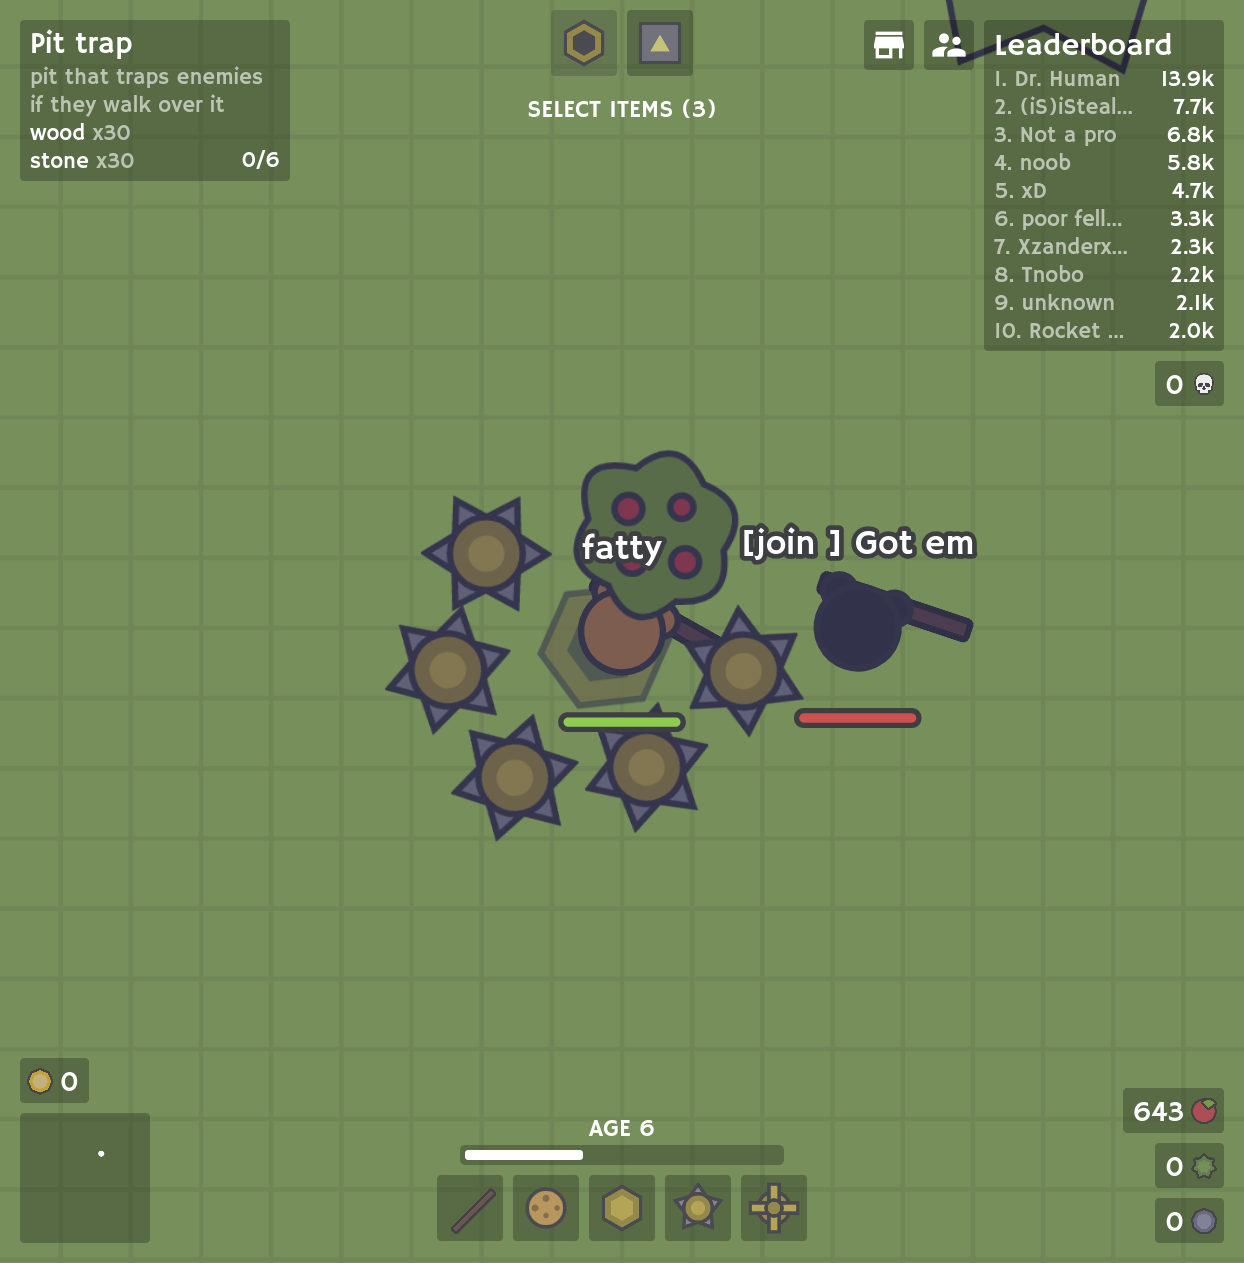 Pit trap
pit that traps enemies
if they walk over it
wood x30
stone x30 0/6
SELECT ITEMS (3)
Leaderboard
1. Dr. Human 13.9k
2. (iS)iSteal... 7.7k
3. Not a pro 6.8k
4. noob 5.8k
5. xD 4.7k
6. poor fell... 3.3k
7. Xzanderx... 2.3k
8. Tnobo 2.2k
9. unknown 2.1k
10. Rocket ... 2.0k
0
fatty
[join ] Got em
0
AGE 6
643
0
0